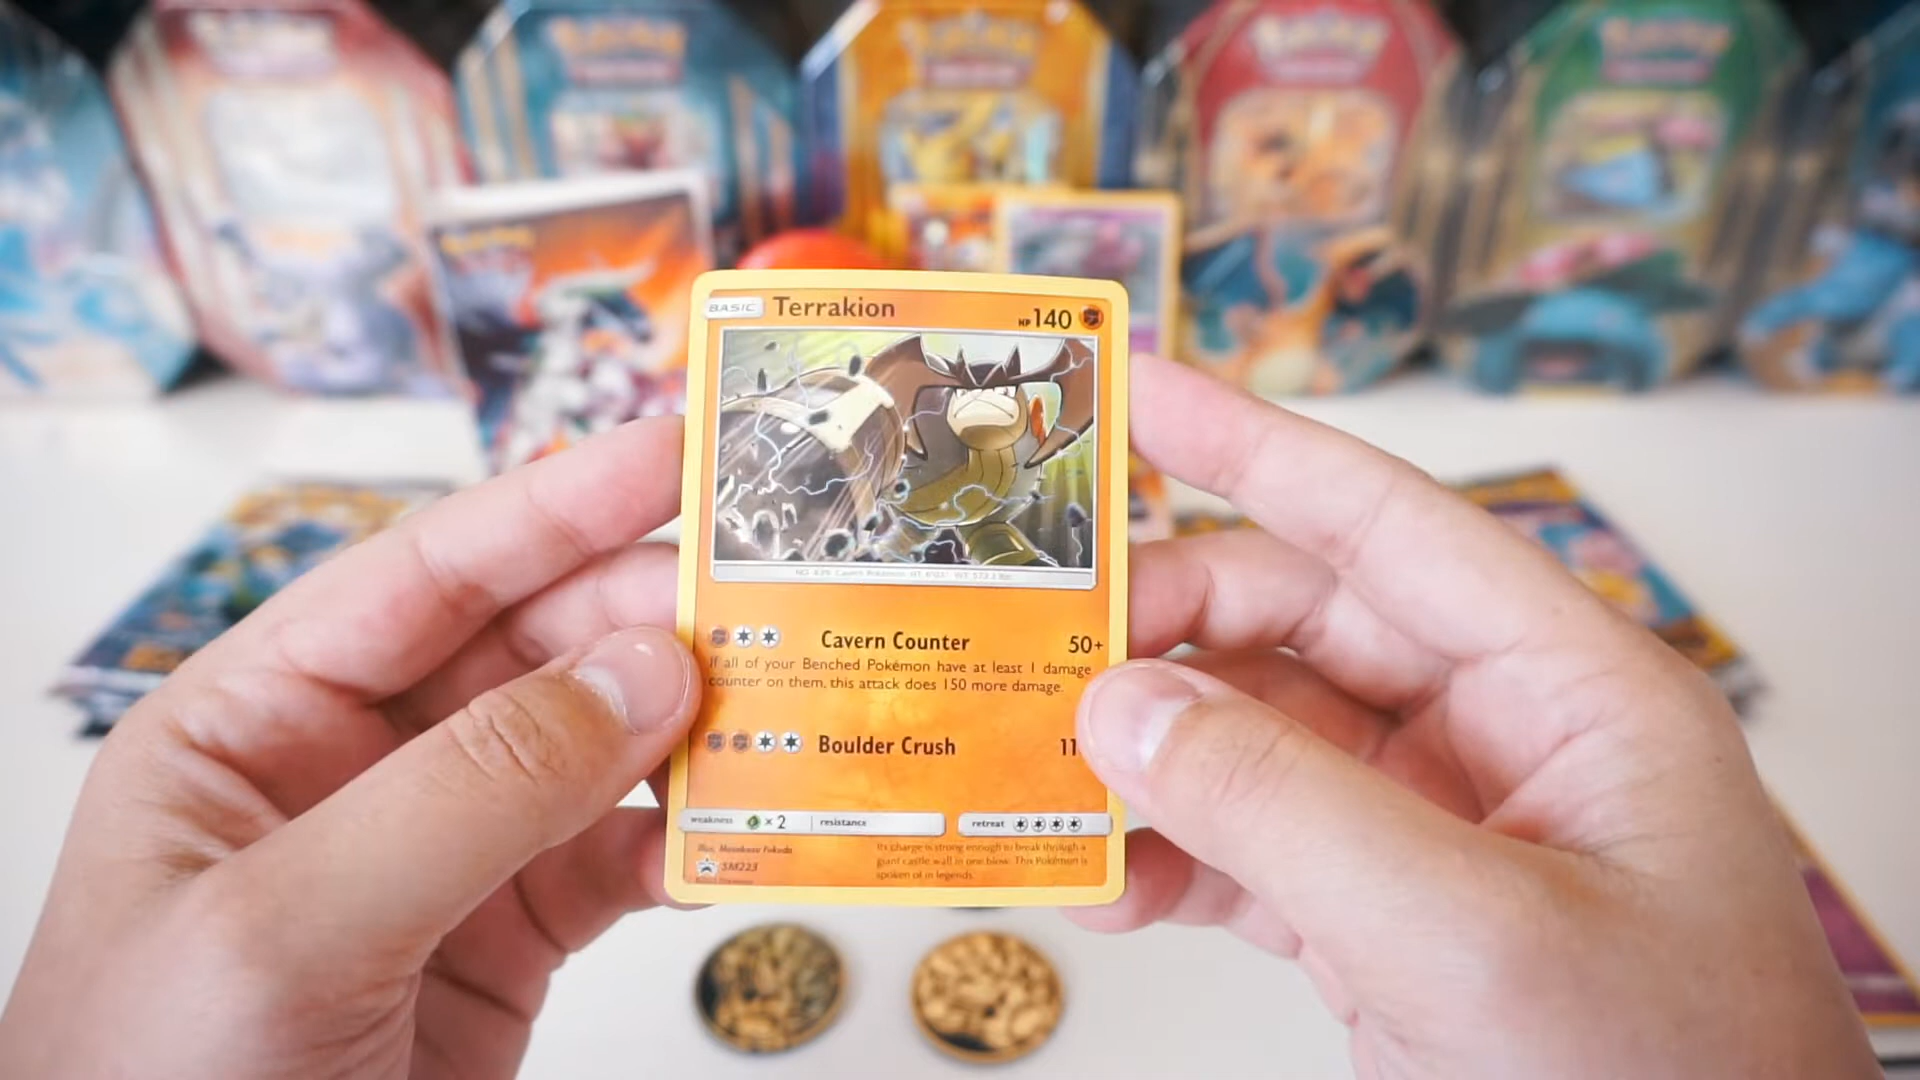 BASIC Terrakion HP 140
Cavern Counter 50+
If all of your Benched Pokémon have at least 1 damage
counter on them, this attack does 150 more damage.
Boulder Crush 11
weakness × 2 resistance retreat
Illus. Masakazu Fukuda
SM223
Its charge is strong enough to break through a
giant castle wall in one blow. This Pokémon is
spoken of in legends.